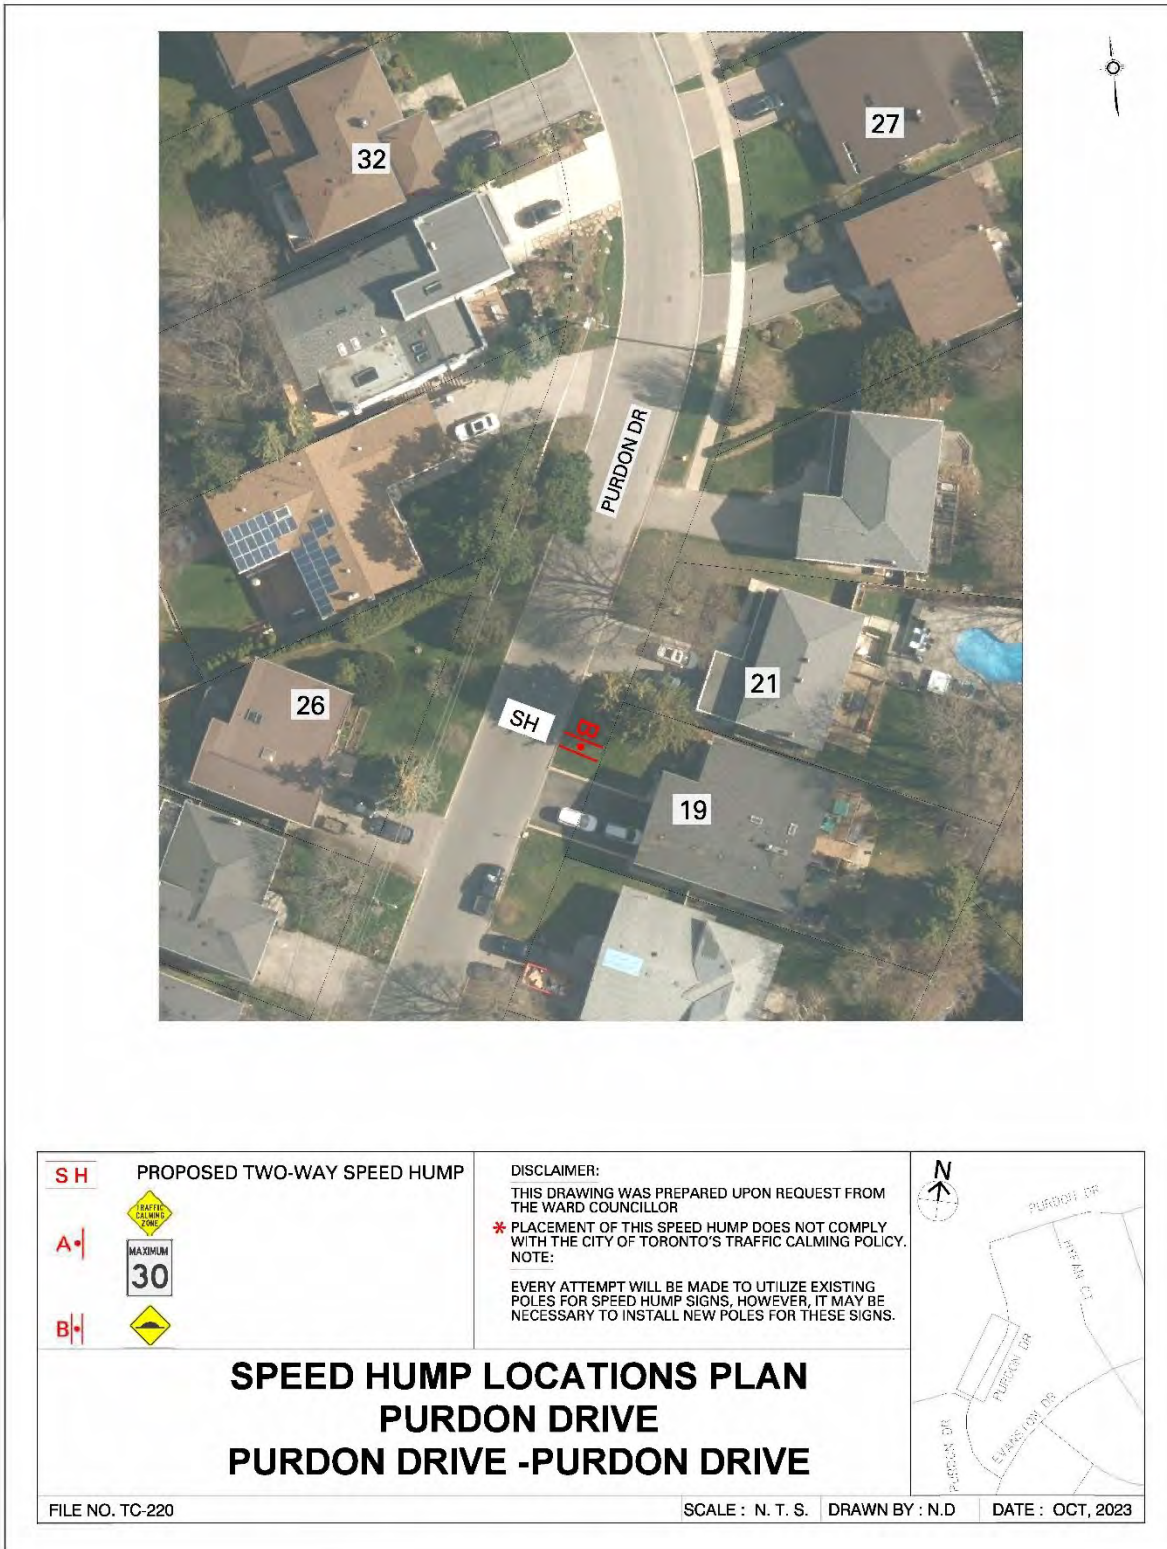 32
27
PURDON DR
26
21
SH
B
19
SH PROPOSED TWO-WAY SPEED HUMP
TRAFFIC
CALMING
ZONE
A
MAXIMUM
30
B
DISCLAIMER:
THIS DRAWING WAS PREPARED UPON REQUEST FROM
THE WARD COUNCILLOR
* PLACEMENT OF THIS SPEED HUMP DOES NOT COMPLY
WITH THE CITY OF TORONTO'S TRAFFIC CALMING POLICY.
NOTE:
EVERY ATTEMPT WILL BE MADE TO UTILIZE EXISTING
POLES FOR SPEED HUMP SIGNS, HOWEVER, IT MAY BE
NECESSARY TO INSTALL NEW POLES FOR THESE SIGNS.
N
PURDON DR
CT
PURDON DR
EVANSTON DR
PURDON DR
SPEED HUMP LOCATIONS PLAN
PURDON DRIVE
PURDON DRIVE -PURDON DRIVE
FILE NO. TC-220
SCALE : N. T. S.
DRAWN BY : N.D
DATE : OCT, 2023